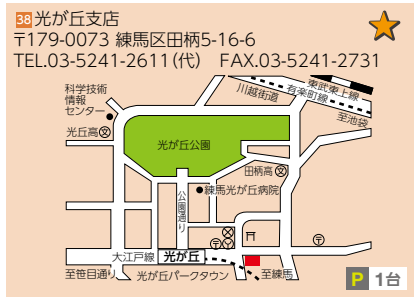 38 光が丘支店
〒179-0073 練馬区田柄5-16-6
TEL.03-5241-2611(代) FAX.03-5241-2731
科学技術
情報
センター
川越街道
有楽町線
東武東上線
至池袋
光丘高
文
光が丘公園
田柄高
文
公園通り
練馬光が丘病院
〒
大江戸線
光が丘
至笹目通り
光が丘パークタウン
至練馬
P 1台